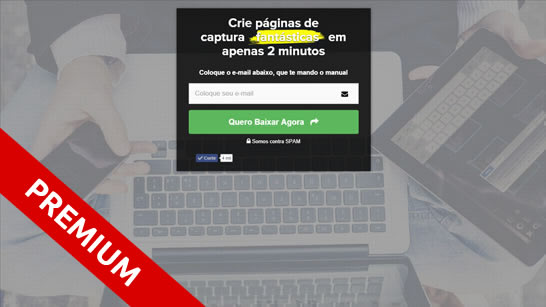 Crie páginas de
captura fantásticas em
apenas 2 minutos
Coloque o e-mail abaixo, que te mando o manual
Coloque seu e-mail
Quero Baixar Agora
Somos contra SPAM
Curtir
PREMIUM